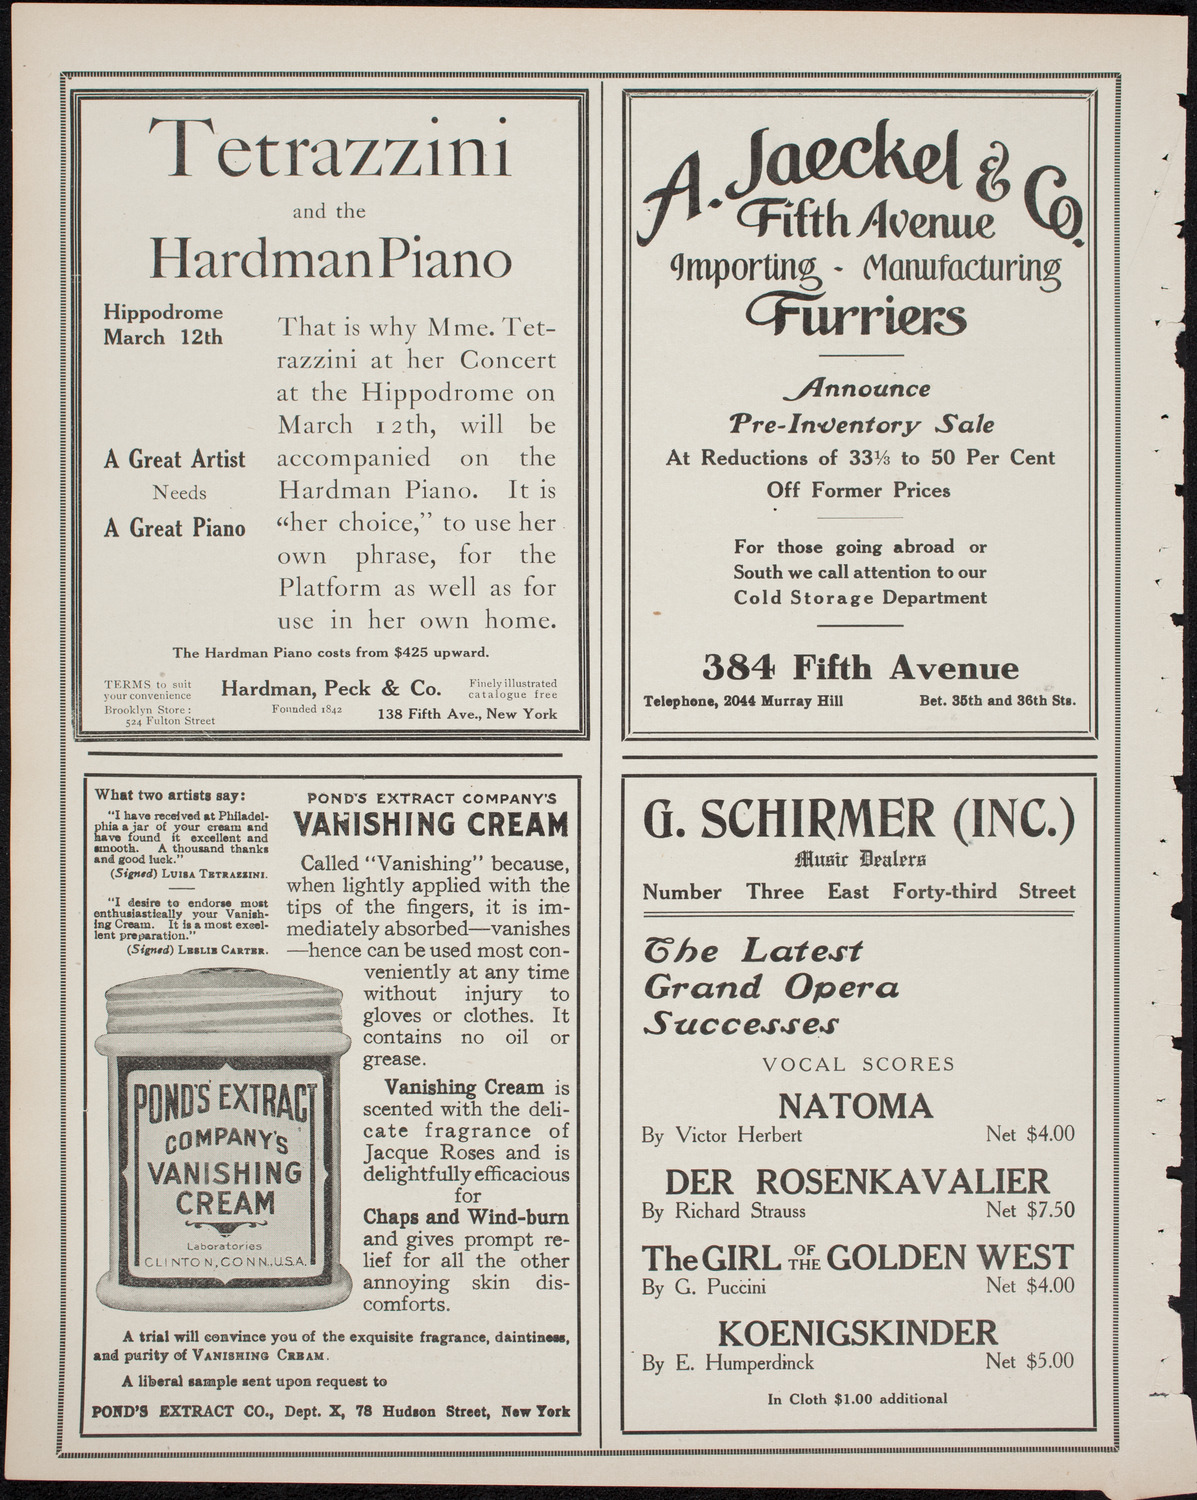 Tetrazzini
and the
Hardman Piano
Hippodrome
March 12th
A Great Artist
Needs
A Great Piano
That is why Mme. Tet-
razzini at her Concert
at the Hippodrome on
March 12th, will be
accompanied on the
Hardman Piano. It is
“her choice,” to use her
own phrase, for the
Platform as well as for
use in her own home.
The Hardman Piano costs from $425 upward.
TERMS to suit
your convenience
Brooklyn Store:
524 Fulton Street
Hardman, Peck & Co.
Founded 1842
Finely illustrated
catalogue free
138 Fifth Ave., New York
A. Jaeckel & Co.
Fifth Avenue
Importing - Manufacturing
Furriers
Announce
Pre-Inventory Sale
At Reductions of 33⅓ to 50 Per Cent
Off Former Prices
For those going abroad or
South we call attention to our
Cold Storage Department
384 Fifth Avenue
Telephone, 2044 Murray Hill Bet. 35th and 36th Sts.
What two artists say:
“I have received at Philadel-
phia a jar of your cream and
have found it excellent and
smooth. A thousand thanks
and good luck.”
(Signed) LUISA TETRAZZINI.
“I desire to endorse most
enthusiastically your Vanish-
ing Cream. It is a most excel-
lent preparation.”
(Signed) LESLIE CARTER.
POND'S EXTRACT COMPANY'S
VANISHING CREAM
Called “Vanishing” because,
when lightly applied with the
tips of the fingers, it is im-
mediately absorbed—vanishes
—hence can be used most con-
veniently at any time
without injury to
gloves or clothes. It
contains no oil or
grease.
Vanishing Cream is
scented with the deli-
cate fragrance of
Jacque Roses and is
delightfully efficacious
for
Chaps and Wind-burn
and gives prompt re-
lief for all the other
annoying skin dis-
comforts.
POND'S EXTRACT
COMPANY'S
VANISHING
CREAM
Laboratories
CLINTON, CONN., U.S.A.
A trial will convince you of the exquisite fragrance, daintiness,
and purity of VANISHING CREAM.
A liberal sample sent upon request to
POND'S EXTRACT CO., Dept. X, 78 Hudson Street, New York
G. SCHIRMER (INC.)
Music Dealers
Number Three East Forty-third Street
The Latest
Grand Opera
Successes
VOCAL SCORES
NATOMA
By Victor Herbert Net $4.00
DER ROSENKAVALIER
By Richard Strauss Net $7.50
The GIRL OF THE GOLDEN WEST
By G. Puccini Net $4.00
KOENIGSKINDER
By E. Humperdinck Net $5.00
In Cloth $1.00 additional